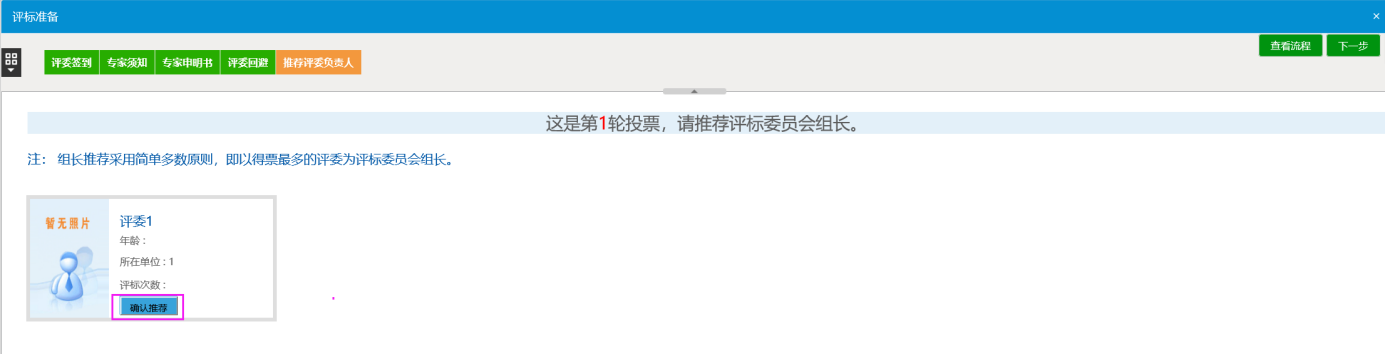 评标准备
查看流程 下一步
评委签到 专家须知 专家申明书 评委回避 推荐评委负责人
这是第1轮投票，请推荐评标委员会组长。
注： 组长推荐采用简单多数原则，即以得票最多的评委为评标委员会组长。
暂无照片
评委1
年龄：
所在单位：1
评标次数：
确认推荐